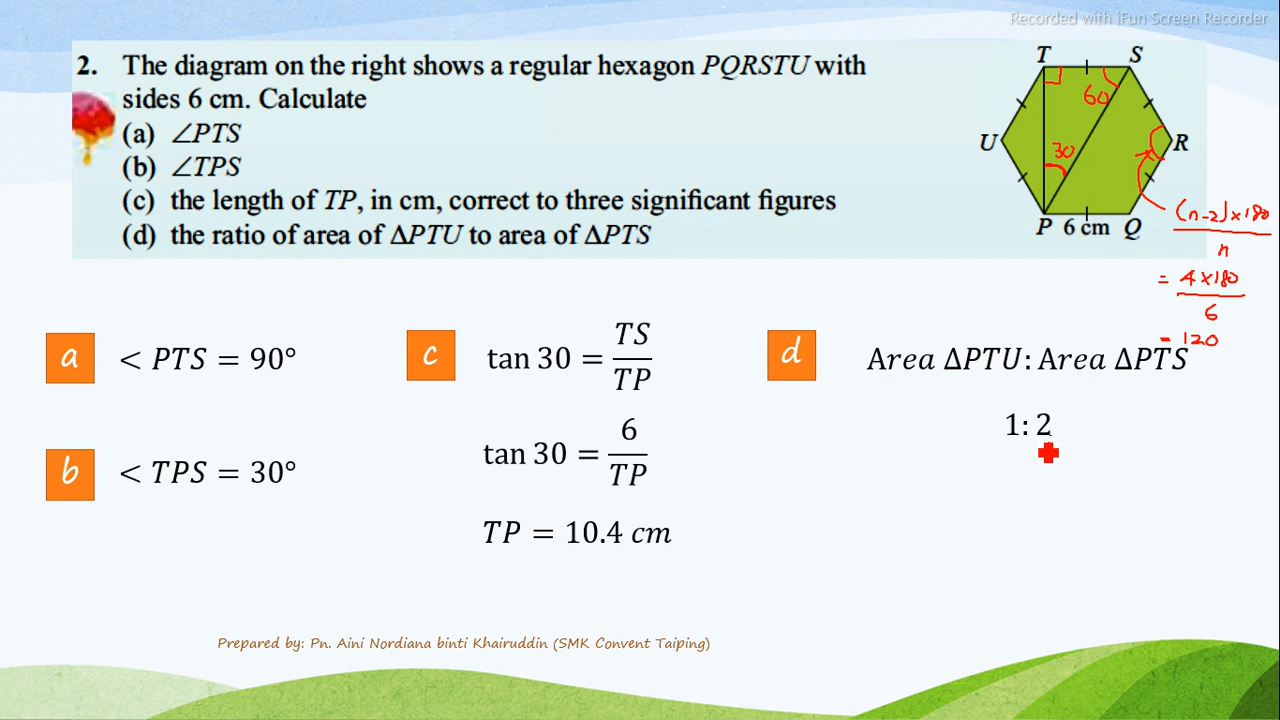 Recorded with iFun Screen Recorder
2. The diagram on the right shows a regular hexagon PQRSTU with
sides 6 cm. Calculate
(a) ∠PTS
(b) ∠TPS
(c) the length of TP, in cm, correct to three significant figures
(d) the ratio of area of ΔPTU to area of ΔPTS
T S
60
U 30 R
P 6 cm Q
(n-2)×180
n
= 4×180
6
= 120
a < PTS = 90°
b < TPS = 30°
c tan 30 = TS
TP
tan 30 = 6
TP
TP = 10.4 cm
d Area ΔPTU: Area ΔPTS
1: 2
Prepared by: Pn. Aini Nordiana binti Khairuddin (SMK Convent Taiping)